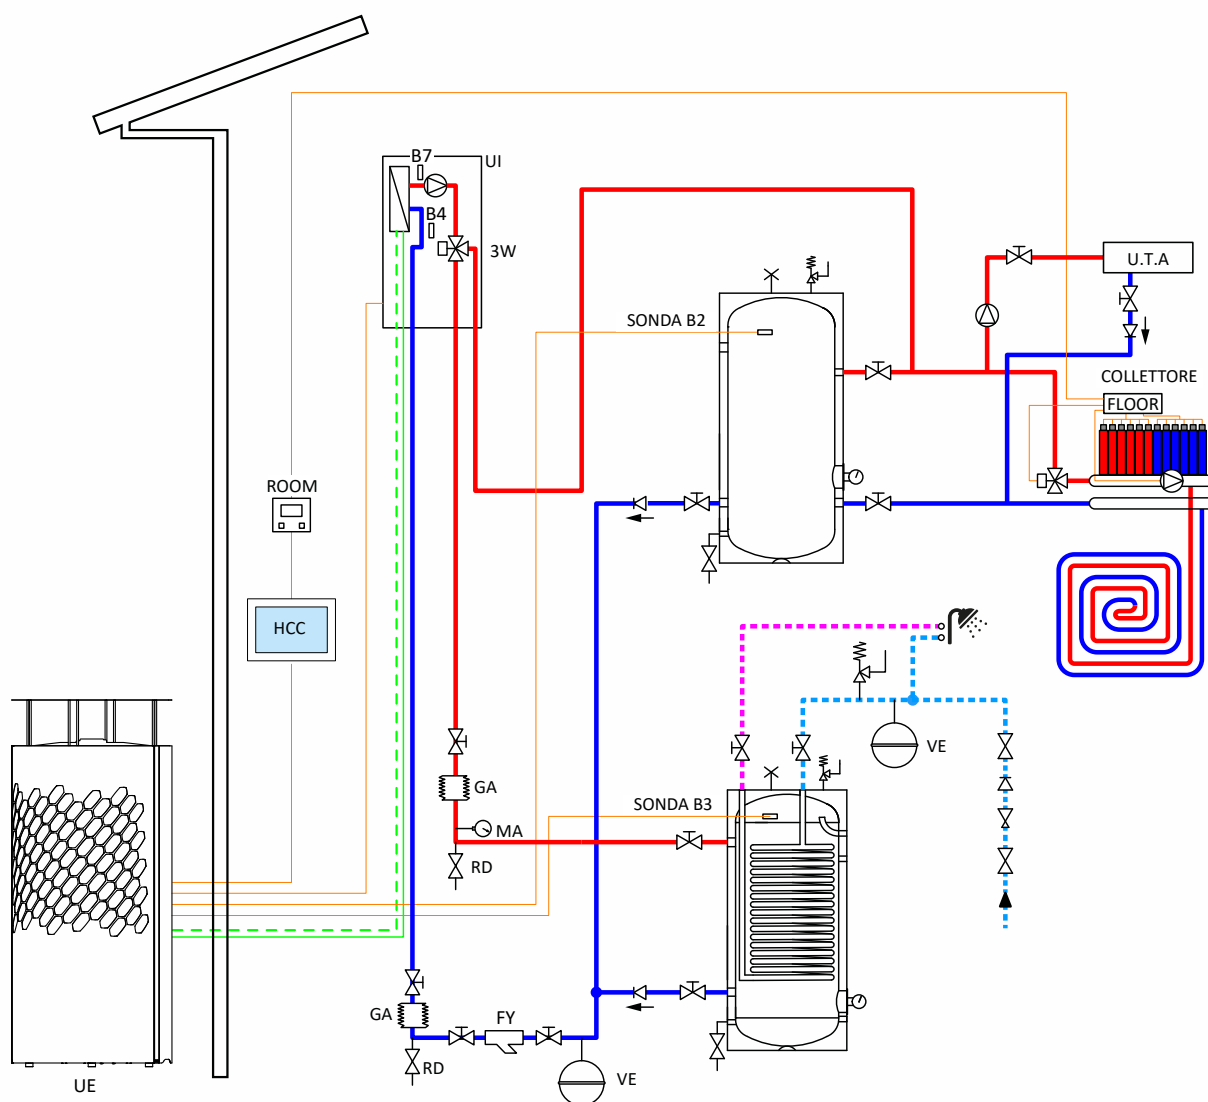 B7
UI
B4
3W
U.T.A
SONDA B2
COLLETTORE
FLOOR
ROOM
HCC
VE
GA
SONDA B3
MA
RD
GA
FY
RD
VE
UE